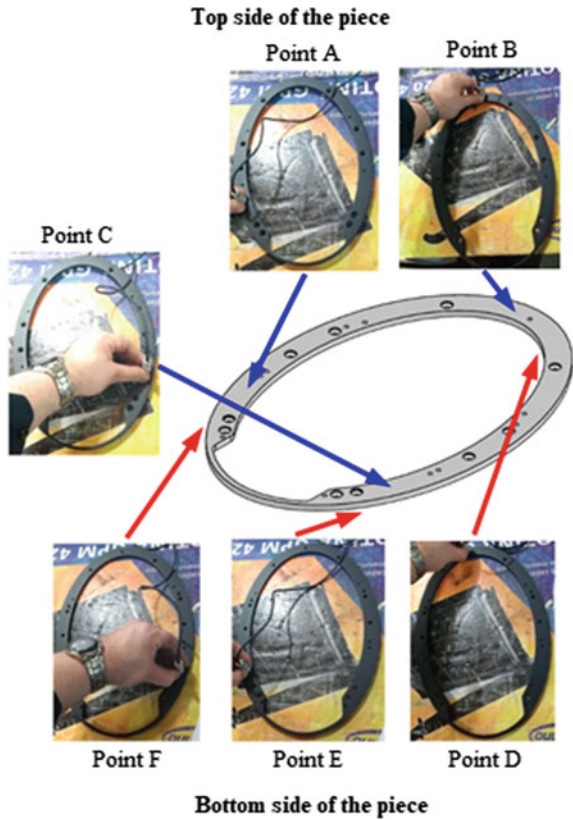 Top side of the piece
Point A
Point B
Point C
Point F
Point E
Point D
Bottom side of the piece